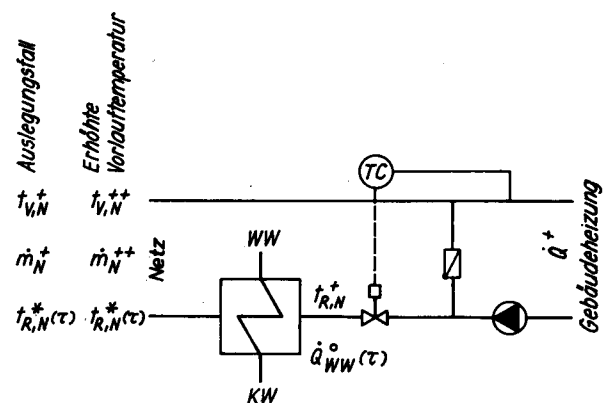 Auslegungsfall
Erhöhte
Vorlauftemperatur
t⁺V,N
t⁺⁺V,N
ṁ⁺N
ṁ⁺⁺N
Netz
t*R,N(τ)
t*R,N(τ)
WW
KW
t⁺R,N
Q̇°WW(τ)
TC
Q̇⁺
Gebäudeheizung